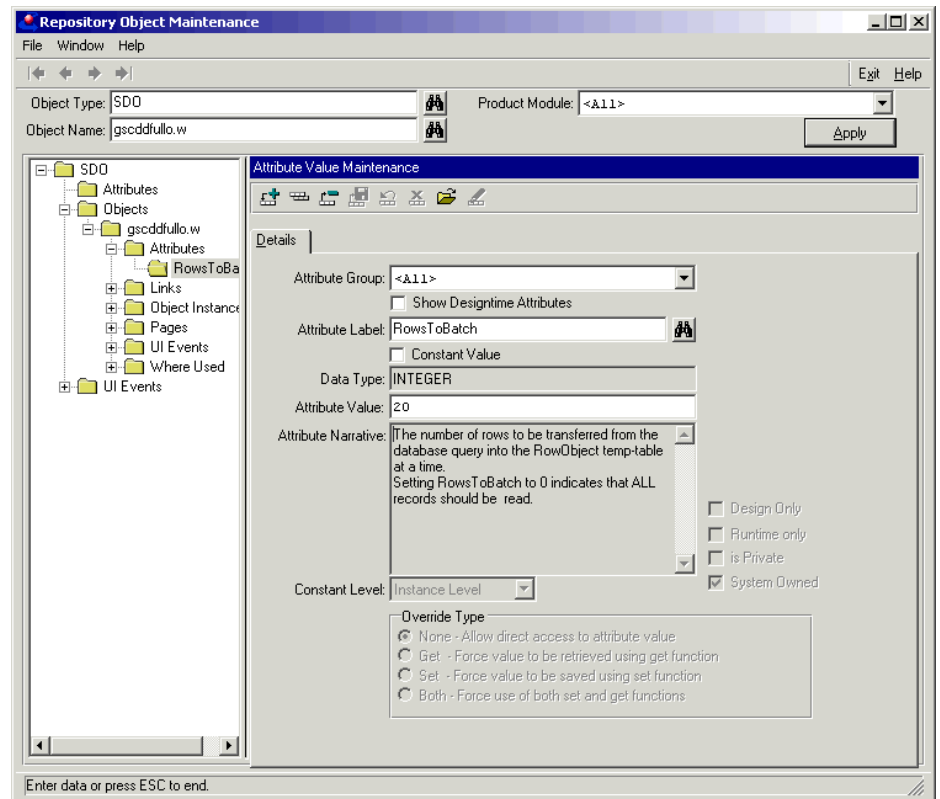 Repository Object Maintenance
File Window Help
Exit Help
Object Type: SDO
Product Module: <All>
Object Name: gscddfullo.w
Apply
SDO
Attributes
Objects
gscddfullo.w
Attributes
RowsToBa
Links
Object Instance
Pages
UI Events
Where Used
UI Events
Attribute Value Maintenance
Details
Attribute Group: <All>
Show Designtime Attributes
Attribute Label: RowsToBatch
Constant Value
Data Type: INTEGER
Attribute Value: 20
Attribute Narrative: The number of rows to be transferred from the
database query into the RowObject temp-table
at a time.
Setting RowsToBatch to 0 indicates that ALL
records should be read.
Design Only
Runtime only
is Private
System Owned
Constant Level: Instance Level
Override Type
None - Allow direct access to attribute value
Get - Force value to be retrieved using get function
Set - Force value to be saved using set function
Both - Force use of both set and get functions
Enter data or press ESC to end.